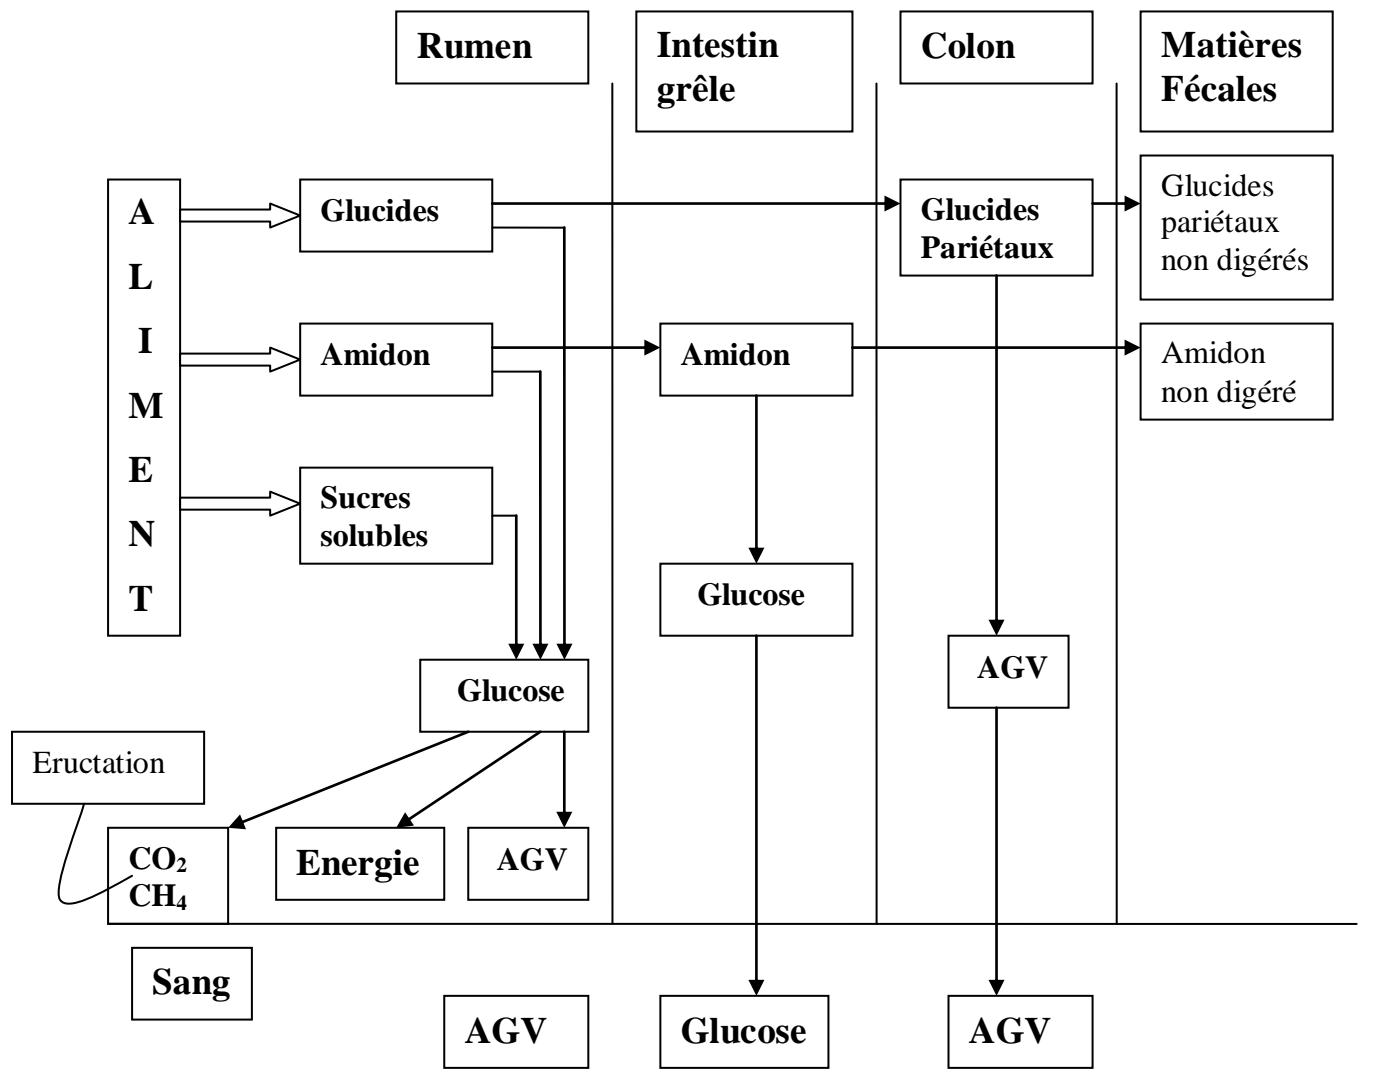 Rumen
Intestin
grêle
Colon
Matières
Fécales
A
L
I
M
E
N
T
Glucides
Glucides
Pariétaux
Glucides
pariétaux
non digérés
Amidon
Amidon
Amidon
non digéré
Sucres
solubles
Glucose
Glucose
AGV
Eructation
CO₂
CH₄
Energie
AGV
Sang
AGV
Glucose
AGV